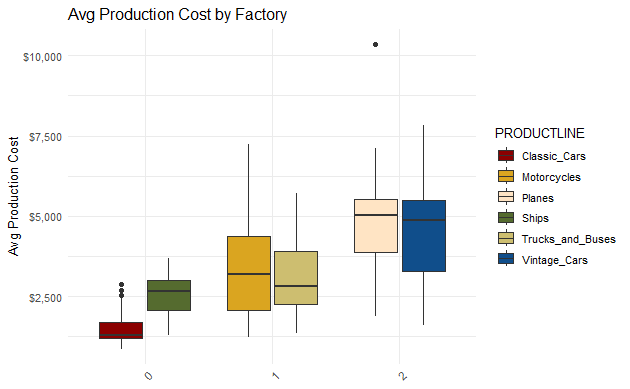 Avg Production Cost by Factory
$10,000
$7,500
$5,000
$2,500
Avg Production Cost
0
1
2
PRODUCTLINE
Classic_Cars
Motorcycles
Planes
Ships
Trucks_and_Buses
Vintage_Cars